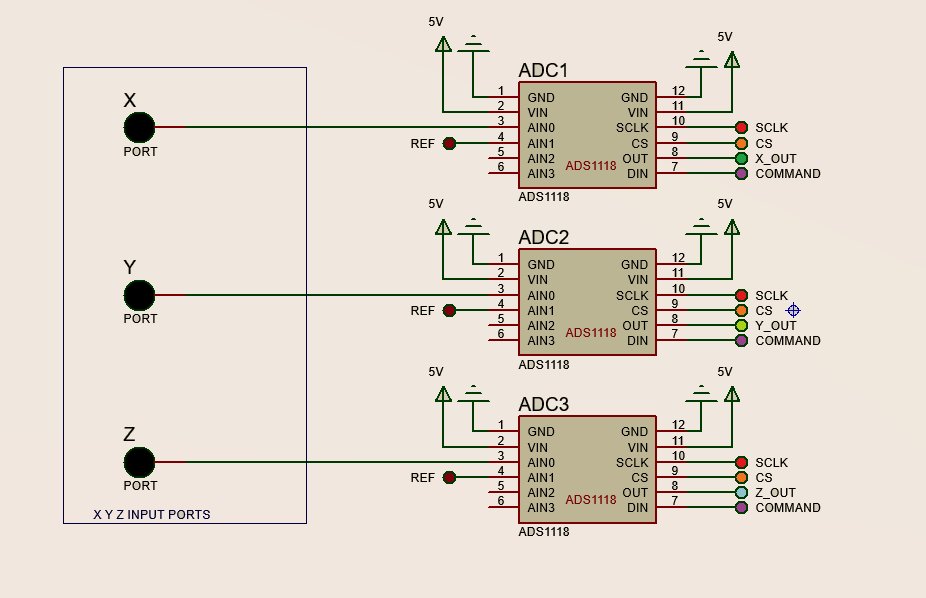 5V
5V
ADC1
X
PORT
REF
1 GND GND 12
2 VIN VIN 11
3 AIN0 SCLK 10 SCLK
4 AIN1 CS 9 CS
5 AIN2 OUT 8 X_OUT
6 AIN3 DIN 7 COMMAND
ADS1118
ADS1118
5V
5V
ADC2
Y
PORT
REF
1 GND GND 12
2 VIN VIN 11
3 AIN0 SCLK 10 SCLK
4 AIN1 CS 9 CS
5 AIN2 OUT 8 Y_OUT
6 AIN3 DIN 7 COMMAND
ADS1118
ADS1118
5V
5V
ADC3
Z
PORT
REF
1 GND GND 12
2 VIN VIN 11
3 AIN0 SCLK 10 SCLK
4 AIN1 CS 9 CS
5 AIN2 OUT 8 Z_OUT
6 AIN3 DIN 7 COMMAND
ADS1118
ADS1118
X Y Z INPUT PORTS